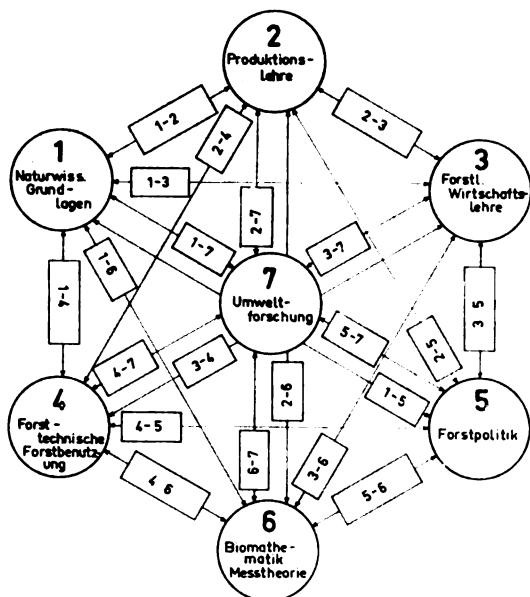 2
Produktions-
lehre
1-2
2-4
2-3
1
Naturwiss.
Grund-
lagen
1-3
3
Forstl.
Wirtschafts-
lehre
1-6
1-7
2-7
3-7
7
Umwelt-
forschung
1-4
3 5
4-7
3-4
2-6
5-7
2-5
1-5
4
Forst-
technische
Forstbenut-
zung
4-5
5
Forstpolitik
4 6
6-7
3-6
5-6
6
Biomathe-
matik
Messtheorie